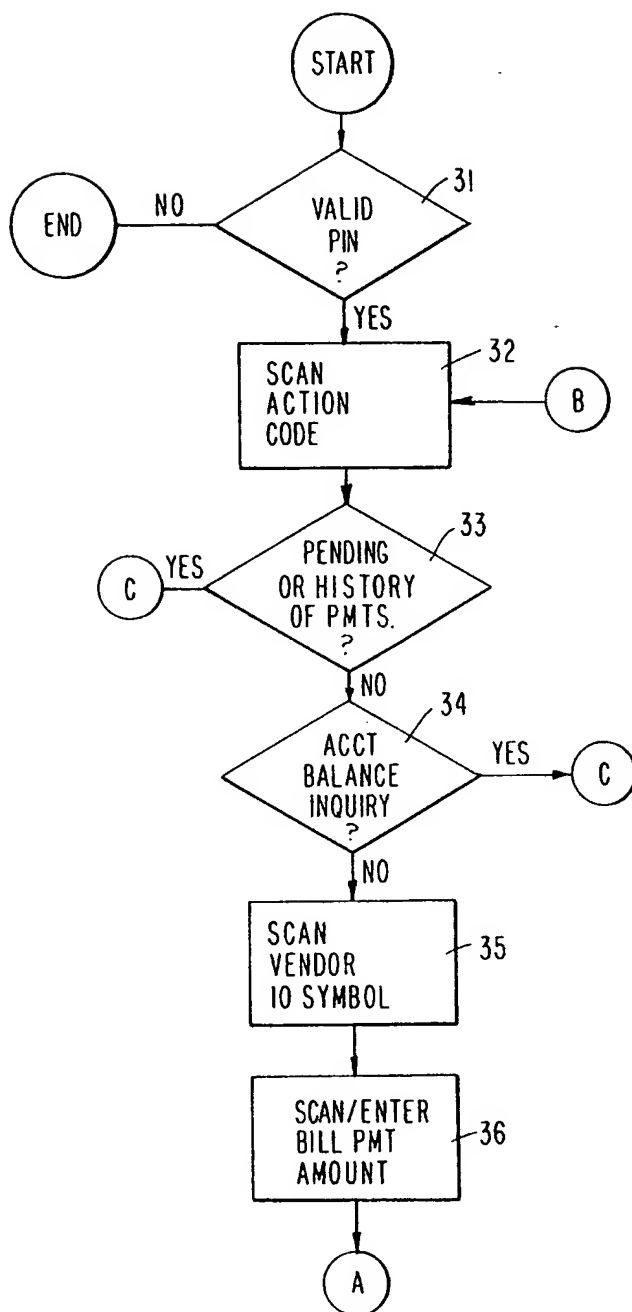 START
31
VALID
PIN
?
NO
END
YES
32
SCAN
ACTION
CODE
B
33
PENDING
OR HISTORY
OF PMTS.
?
YES
C
NO
34
ACCT
BALANCE
INQUIRY
?
YES
C
NO
SCAN
VENDOR
IO SYMBOL
35
SCAN/ENTER
BILL PMT
AMOUNT
36
A